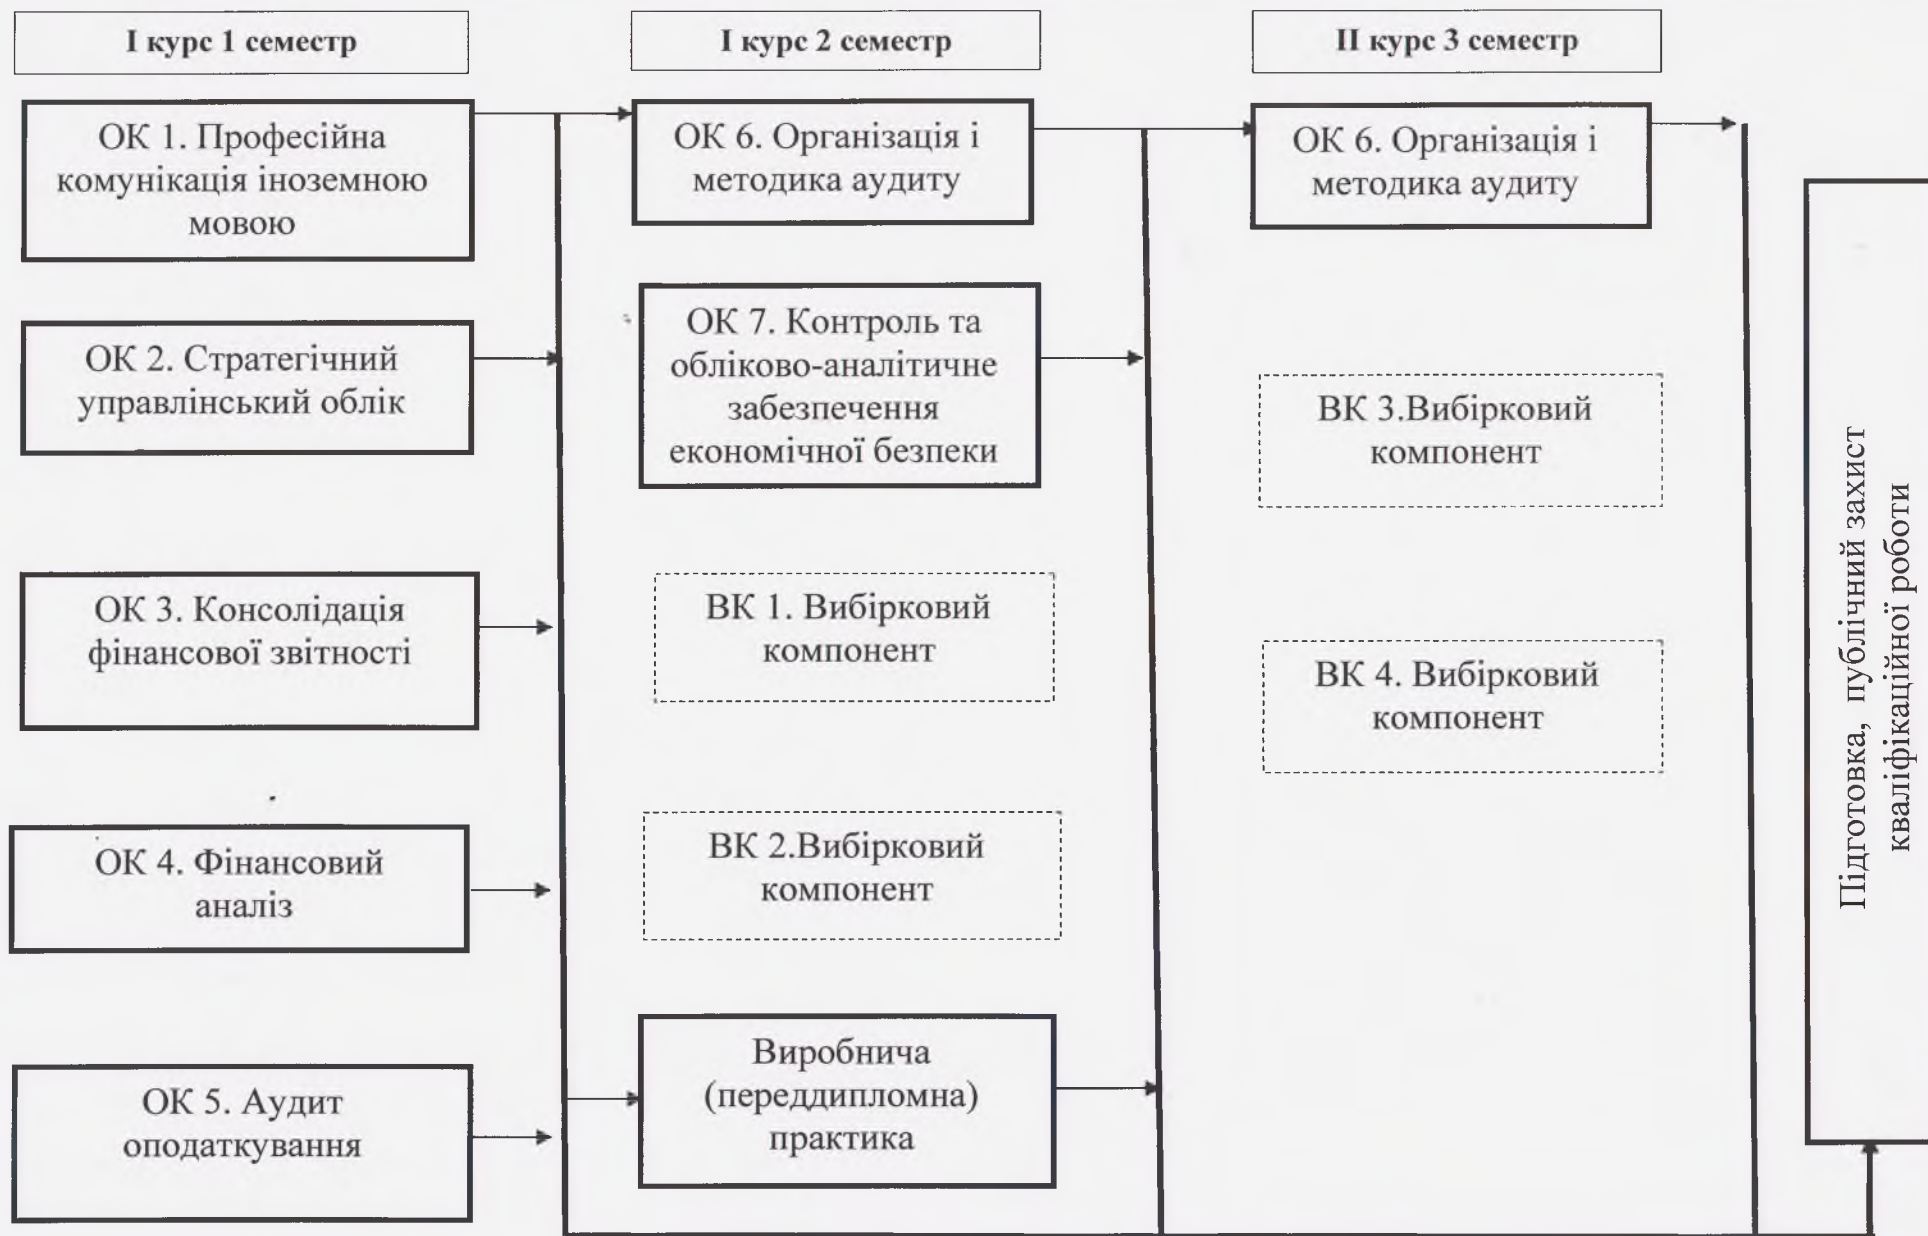 І курс 1 семестр
І курс 2 семестр
ІІ курс 3 семестр
ОК 1. Професійна
комунікація іноземною
мовою
ОК 2. Стратегічний
управлінський облік
ОК 3. Консолідація
фінансової звітності
ОК 4. Фінансовий
аналіз
ОК 5. Аудит
оподаткування
ОК 6. Організація і
методика аудиту
ОК 7. Контроль та
обліково-аналітичне
забезпечення
економічної безпеки
ВК 1. Вибірковий
компонент
ВК 2.Вибірковий
компонент
Виробнича
(переддипломна)
практика
ОК 6. Організація і
методика аудиту
ВК 3.Вибірковий
компонент
ВК 4. Вибірковий
компонент
Підготовка, публічний захист
кваліфікаційної роботи